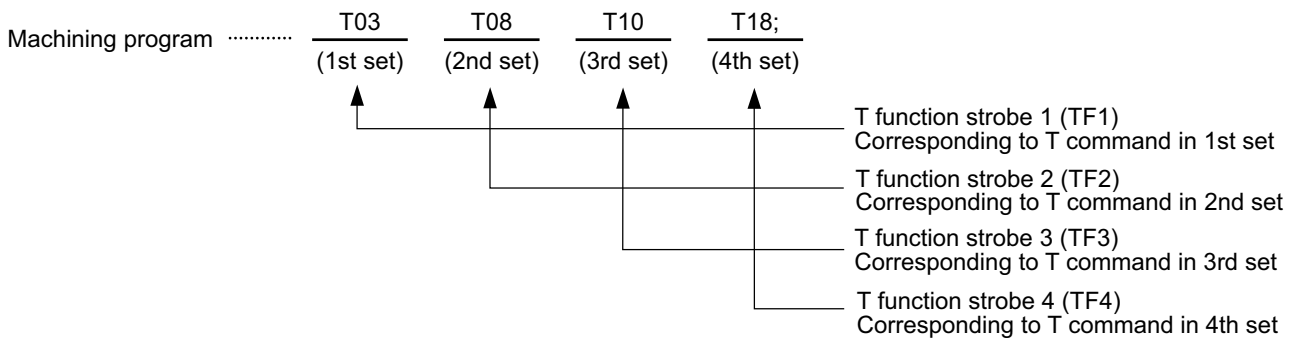 Machining program ············ T03 T08 T10 T18;
(1st set) (2nd set) (3rd set) (4th set)
T function strobe 1 (TF1)
Corresponding to T command in 1st set
T function strobe 2 (TF2)
Corresponding to T command in 2nd set
T function strobe 3 (TF3)
Corresponding to T command in 3rd set
T function strobe 4 (TF4)
Corresponding to T command in 4th set